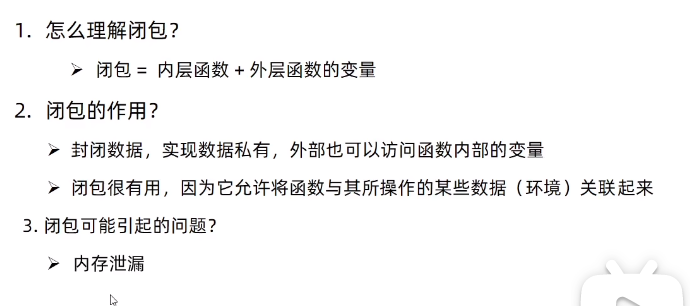 1. 怎么理解闭包？
➢ 闭包 = 内层函数 + 外层函数的变量
2. 闭包的作用？
➢ 封闭数据，实现数据私有，外部也可以访问函数内部的变量
➢ 闭包很有用，因为它允许将函数与其所操作的某些数据（环境）关联起来
3. 闭包可能引起的问题？
➢ 内存泄漏